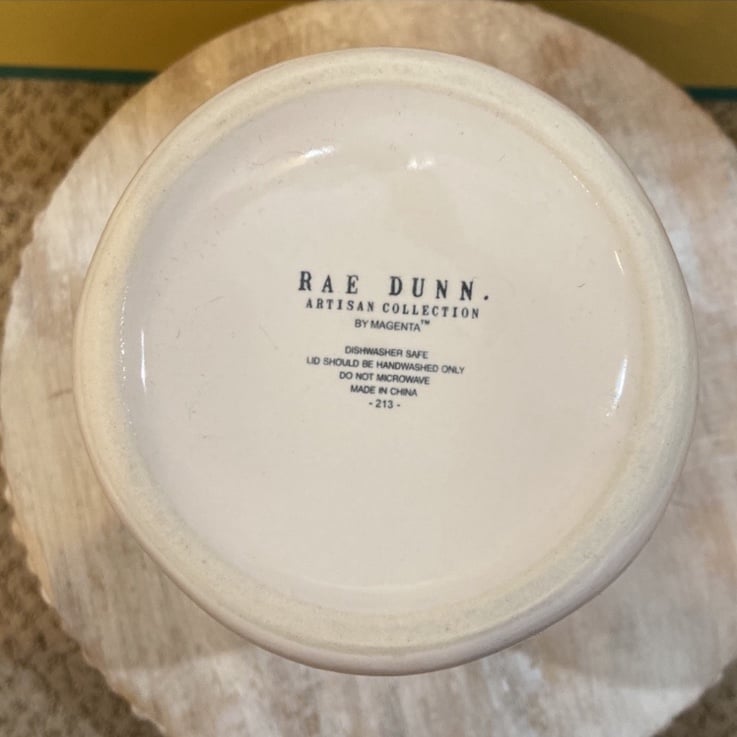 RAE DUNN.
ARTISAN COLLECTION
BY MAGENTA™
DISHWASHER SAFE
LID SHOULD BE HANDWASHED ONLY
DO NOT MICROWAVE
MADE IN CHINA
- 213 -